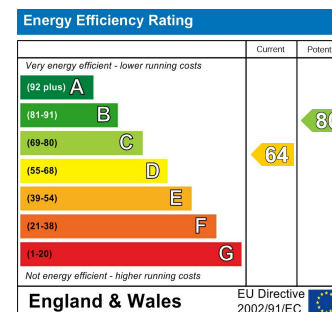 Energy Efficiency Rating
Current
Very energy efficient - lower running costs
(92 plus) A
(81-91) B
(69-80) C
(55-68) D
(39-54) E
(21-38) F
(1-20) G
64
Not energy efficient - higher running costs
England & Wales
EU Directive
2002/91/EC